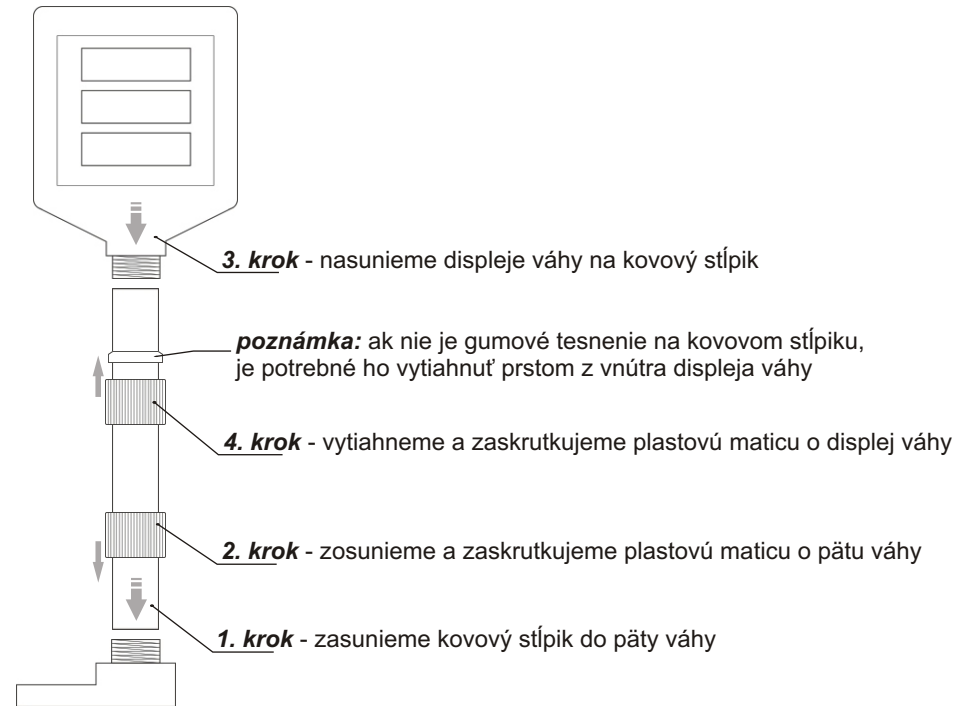 3. krok - nasunieme displeje váhy na kovový stĺpik
poznámka: ak nie je gumové tesnenie na kovovom stĺpiku,
je potrebné ho vytiahnuť prstom z vnútra displeja váhy
4. krok - vytiahneme a zaskrutkujeme plastovú maticu o displej váhy
2. krok - zosunieme a zaskrutkujeme plastovú maticu o pätu váhy
1. krok - zasunieme kovový stĺpik do päty váhy